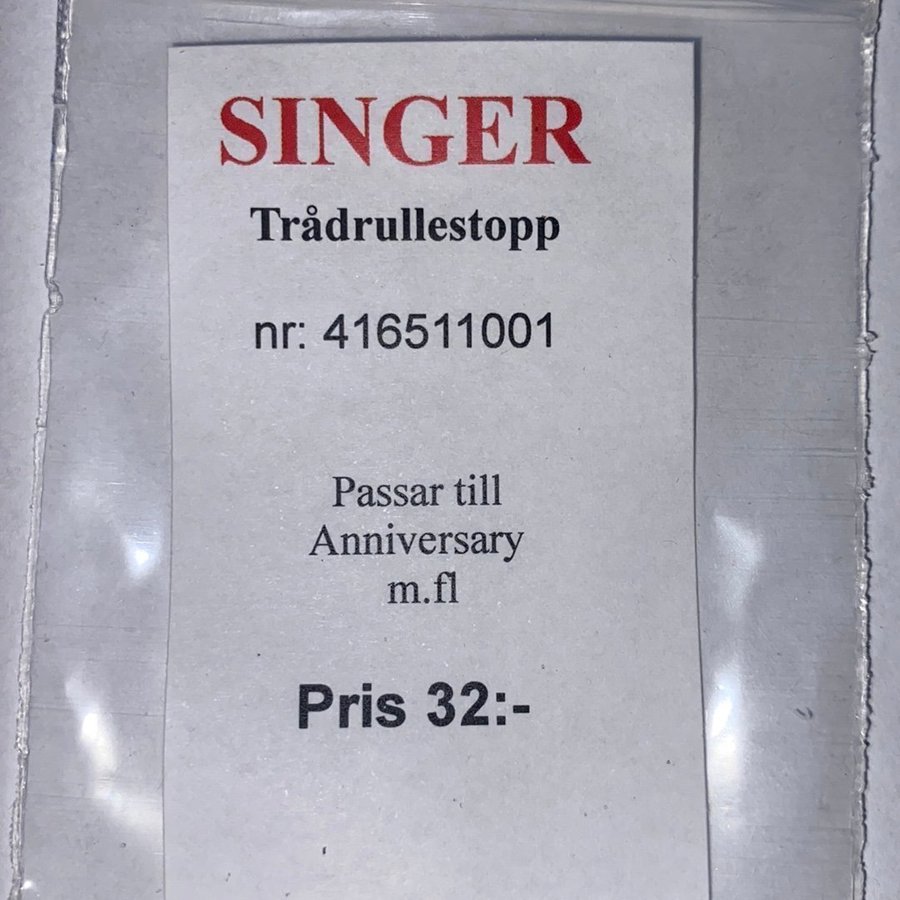 SINGER
Trådrullestopp
nr: 416511001
Passar till
Anniversary
m.fl
Pris 32:-